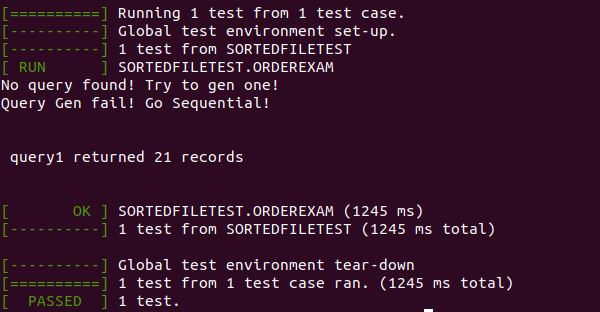 [==========] Running 1 test from 1 test case.
[----------] Global test environment set-up.
[----------] 1 test from SORTEDFILETEST
[ RUN      ] SORTEDFILETEST.ORDEREXAM
No query found! Try to gen one!
Query Gen fail! Go Sequential!
 query1 returned 21 records
[       OK ] SORTEDFILETEST.ORDEREXAM (1245 ms)
[----------] 1 test from SORTEDFILETEST (1245 ms total)
[----------] Global test environment tear-down
[==========] 1 test from 1 test case ran. (1245 ms total)
[  PASSED  ] 1 test.